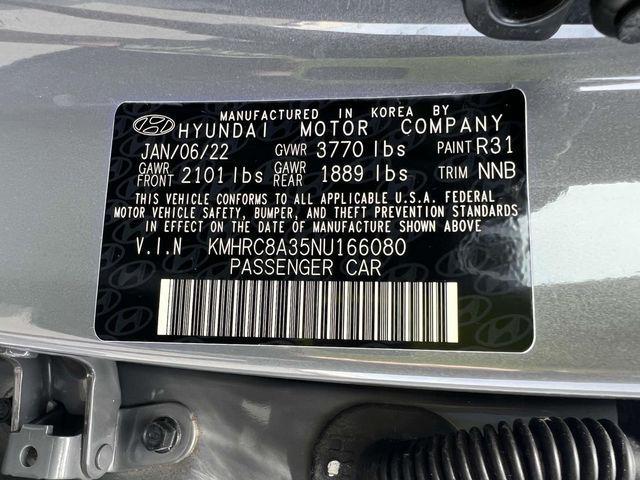 MANUFACTURED IN KOREA BY
HYUNDAI MOTOR COMPANY
JAN/06/22 GVWR 3770 lbs PAINT R31
GAWR FRONT 2101 lbs GAWR REAR 1889 lbs TRIM NNB
THIS VEHICLE CONFORMS TO ALL APPLICABLE U.S.A. FEDERAL
MOTOR VEHICLE SAFETY, BUMPER, AND THEFT PREVENTION STANDARDS
IN EFFECT ON THE DATE OF MANUFACTURE SHOWN ABOVE
V.I.N KMHRC8A35NU166080
PASSENGER CAR